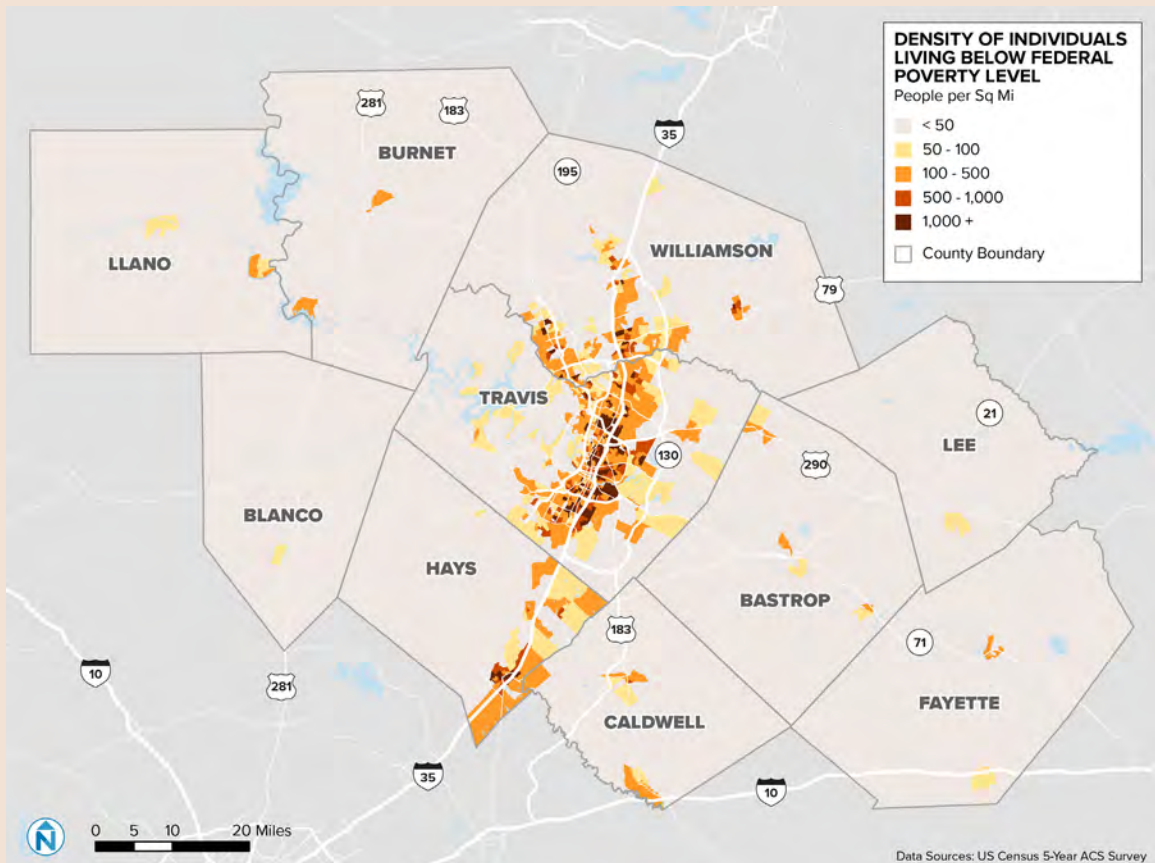 DENSITY OF INDIVIDUALS
LIVING BELOW FEDERAL
POVERTY LEVEL
People per Sq Mi
< 50
50 - 100
100 - 500
500 - 1,000
1,000 +
County Boundary
281
183
35
BURNET
195
LLANO
WILLIAMSON
79
TRAVIS
21
LEE
130
290
BLANCO
HAYS
BASTROP
183
71
10
281
FAYETTE
CALDWELL
35
10
N
0 5 10 20 Miles
Data Sources: US Census 5-Year ACS Survey